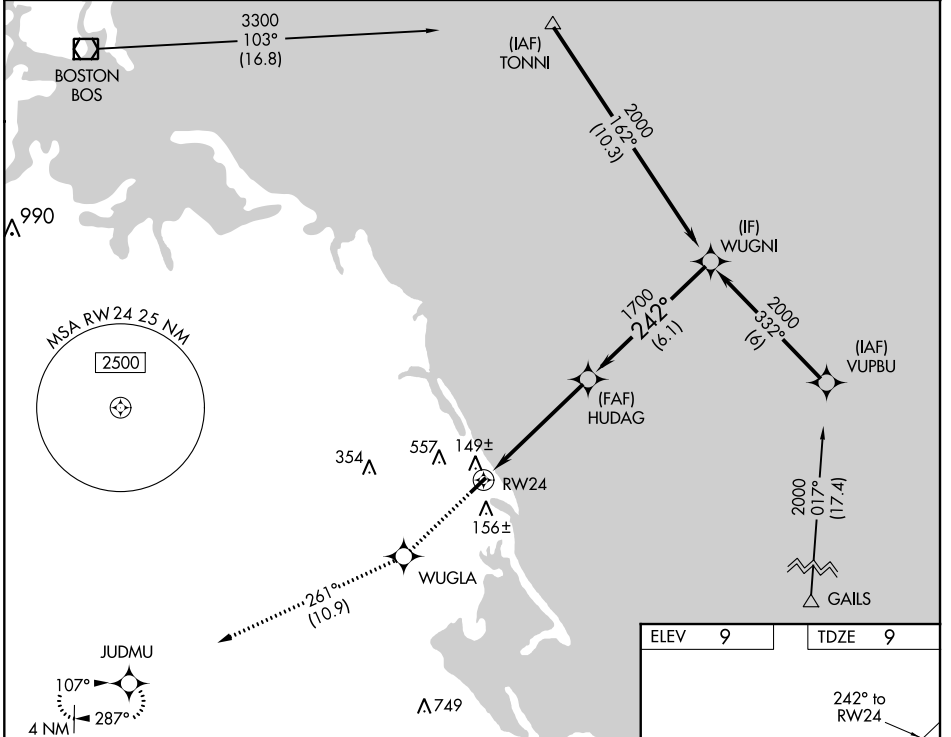 3300
103°
(16.8)
BOSTON
BOS
(IAF)
TONNI
2000
162°
(10.3)
990
(IF)
WUGNI
1700
242°
(6.1)
2000
332°
(6)
(IAF)
VUPBU
MSA RW24 25 NM
2500
(FAF)
HUDAG
354
557
149±
RW24
156±
2000
017°
(17.4)
WUGLA
GAILS
261°
(10.9)
JUDMU
107°
287°
4 NM
749
ELEV 9
TDZE 9
242° to
RW24